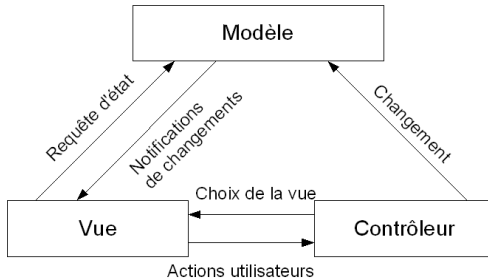 Modèle
Requête d'état
Notifications
de changements
Changement
Choix de la vue
Vue
Contrôleur
Actions utilisateurs